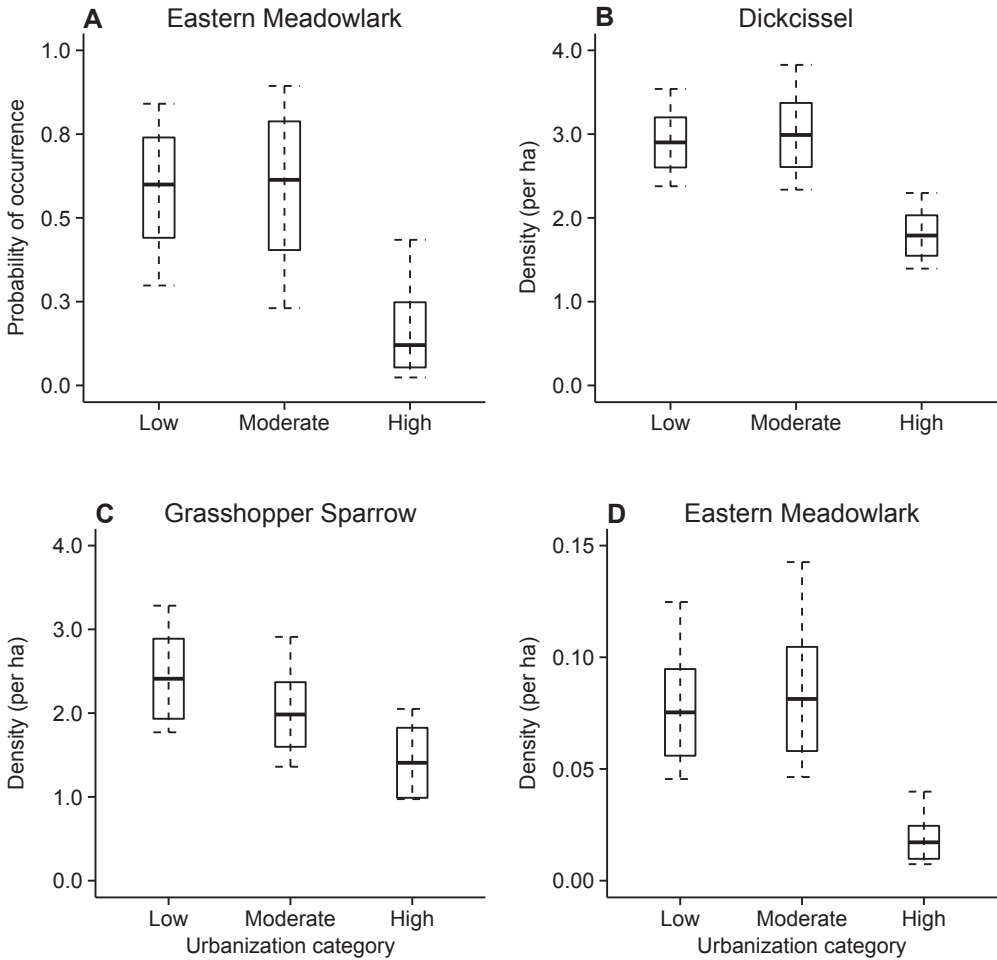 A Eastern Meadowlark
Probability of occurrence
1.0
0.8
0.5
0.3
0.0
Low Moderate High
B Dickcissel
Density (per ha)
4.0
3.0
2.0
1.0
0.0
Low Moderate High
C Grasshopper Sparrow
Density (per ha)
4.0
3.0
2.0
1.0
0.0
Low Moderate High
Urbanization category
D Eastern Meadowlark
Density (per ha)
0.15
0.10
0.05
0.00
Low Moderate High
Urbanization category